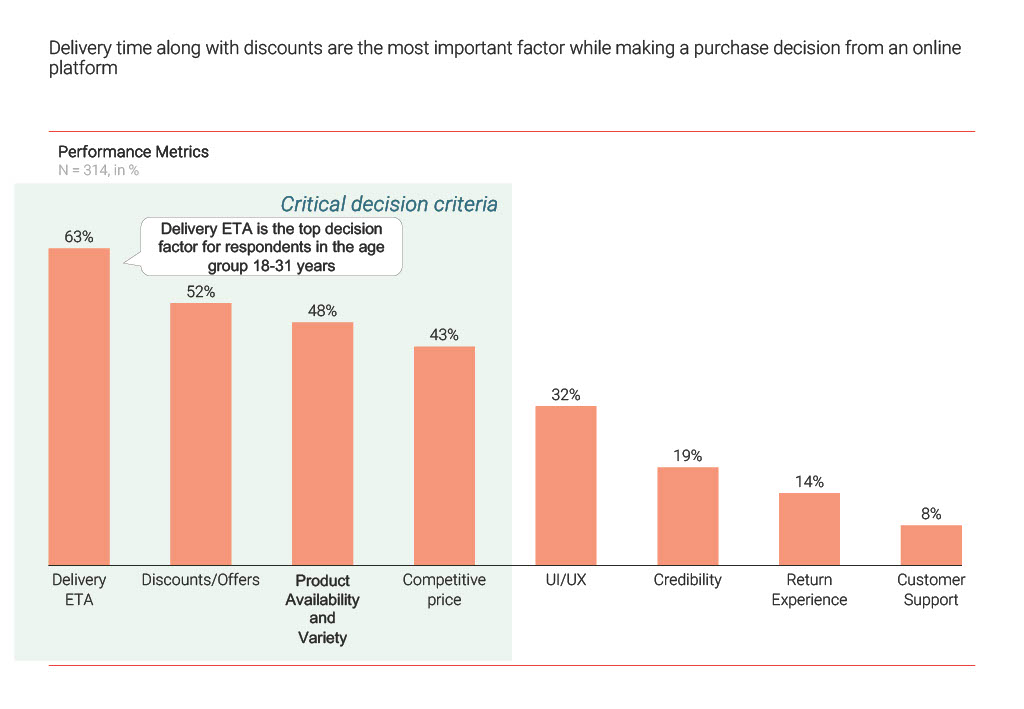 Delivery time along with discounts are the most important factor while making a purchase decision from an online
platform
Performance Metrics
N = 314, in %
Critical decision criteria
Delivery ETA is the top decision
factor for respondents in the age
group 18-31 years
63%
52%
48%
43%
32%
19%
14%
8%
Delivery
ETA
Discounts/Offers
Product
Availability
and
Variety
Competitive
price
UI/UX
Credibility
Return
Experience
Customer
Support